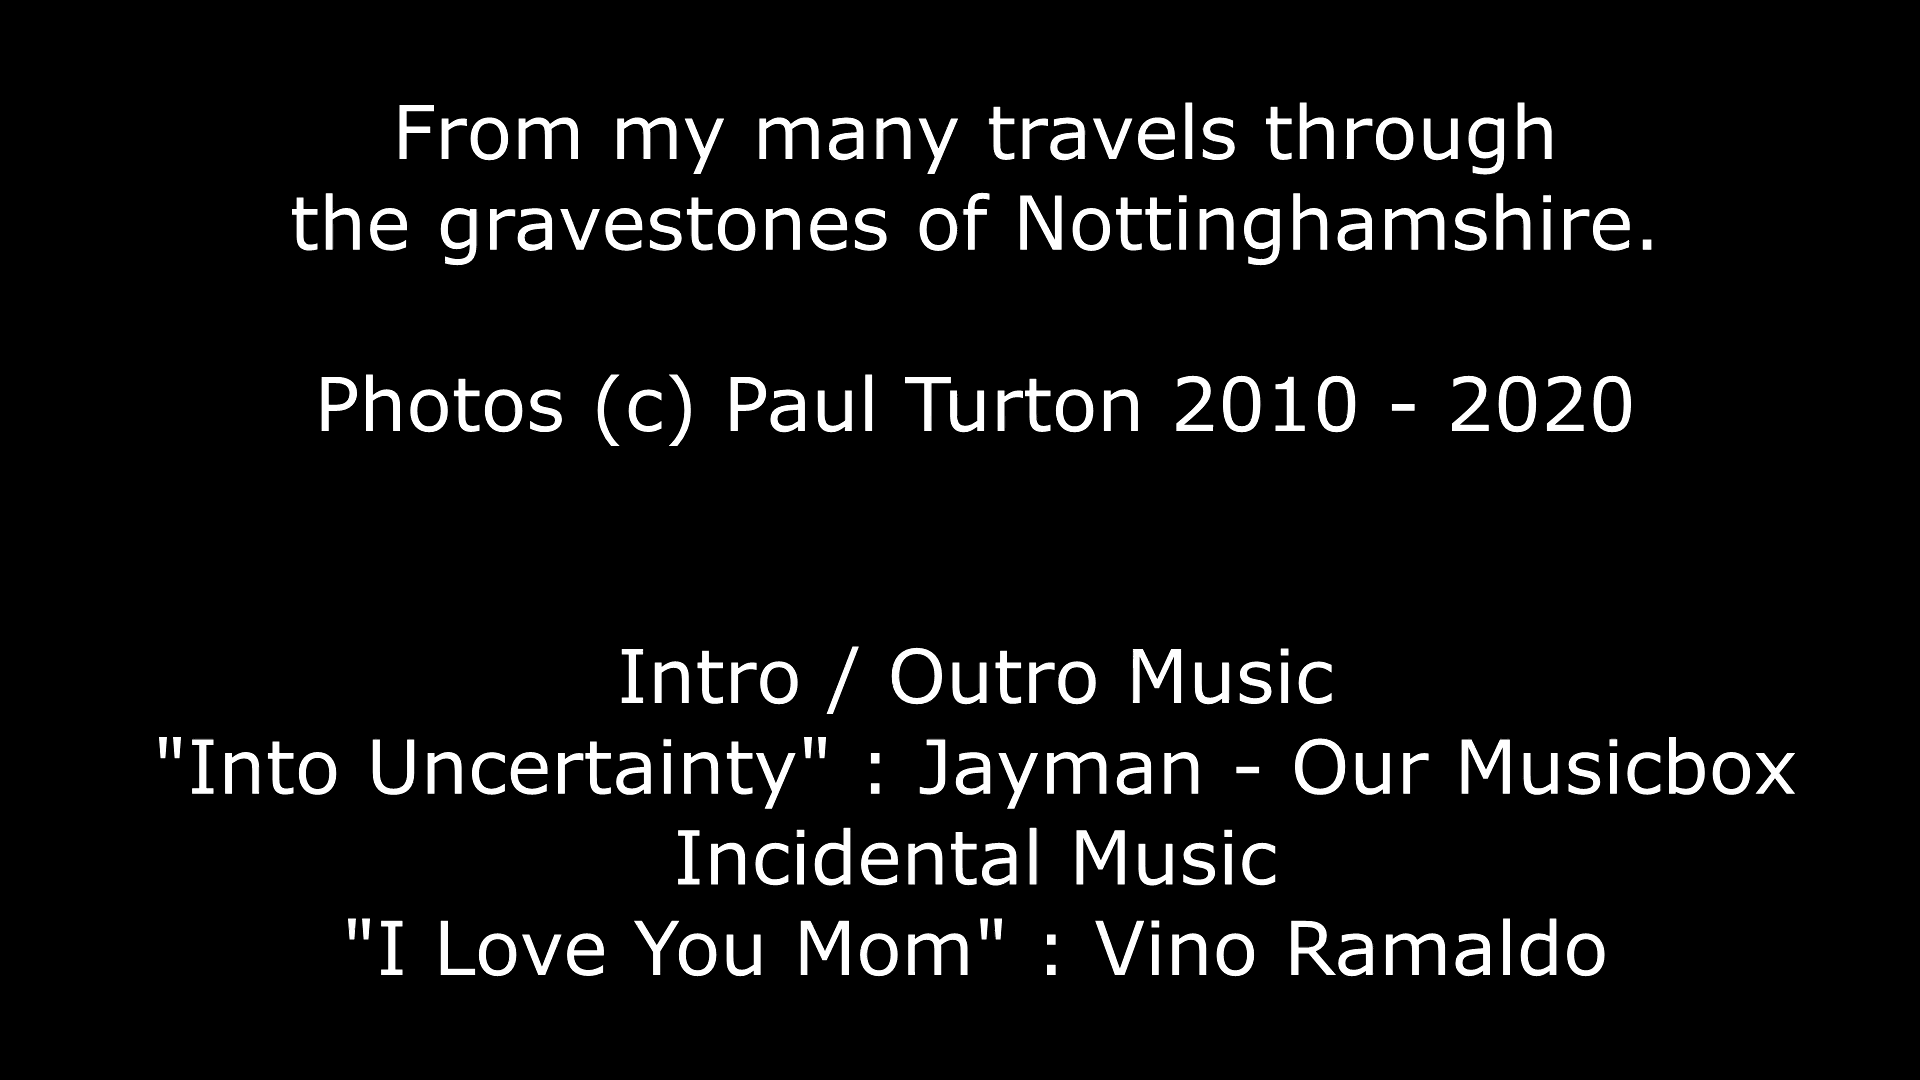 From my many travels through
the gravestones of Nottinghamshire.
Photos (c) Paul Turton 2010 - 2020
Intro / Outro Music
"Into Uncertainty" : Jayman - Our Musicbox
Incidental Music
"I Love You Mom" : Vino Ramaldo